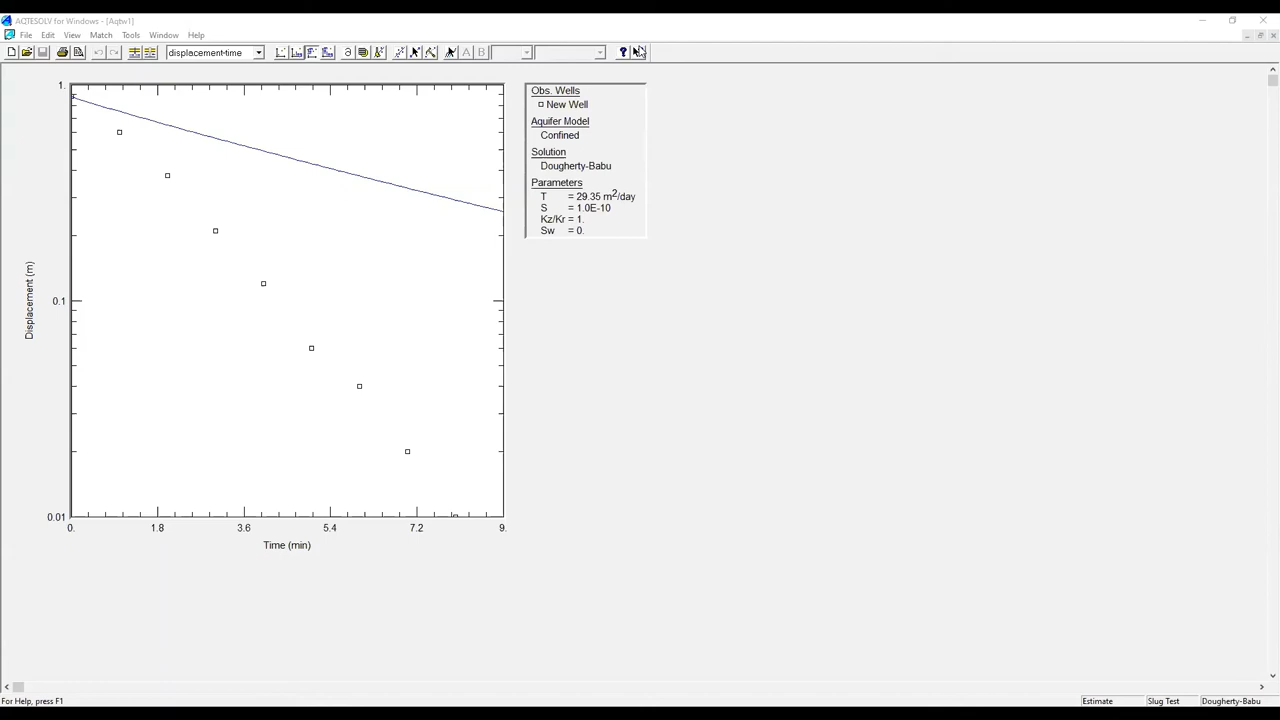 AQTESOLV for Windows - [Aqtw1]
File Edit View Match Tools Window Help
displacement-time
a A B ?
Obs. Wells
New Well
Aquifer Model
Confined
Solution
Dougherty-Babu
Parameters
T = 29.35 m2/day
S = 1.0E-10
Kz/Kr = 1.
Sw = 0.
Displacement (m)
1.
0.1
0.01
0. 1.8 3.6 5.4 7.2 9.
Time (min)
For Help, press F1 Estimate Slug Test Dougherty-Babu